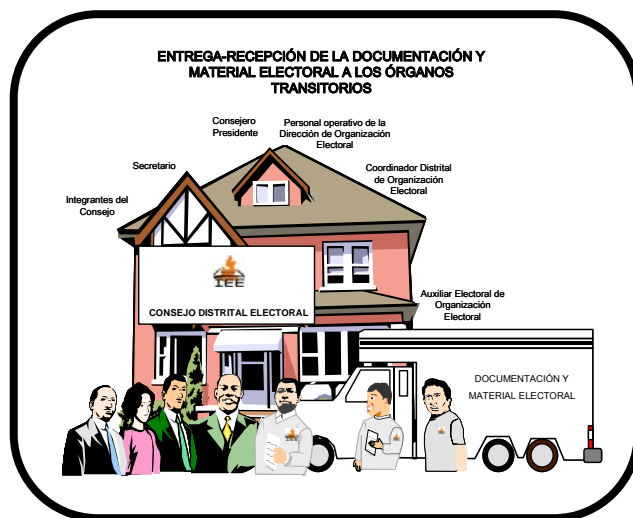 ENTREGA-RECEPCIÓN DE LA DOCUMENTACIÓN Y
MATERIAL ELECTORAL A LOS ÓRGANOS
TRANSITORIOS
Consejero
Presidente
Personal operativo de la
Dirección de Organización
Electoral
Secretario
Coordinador Distrital
de Organización
Electoral
Integrantes del
Consejo
IEE
CONSEJO DISTRITAL ELECTORAL
Auxiliar Electoral de
Organización
Electoral
DOCUMENTACIÓN Y
MATERIAL ELECTORAL